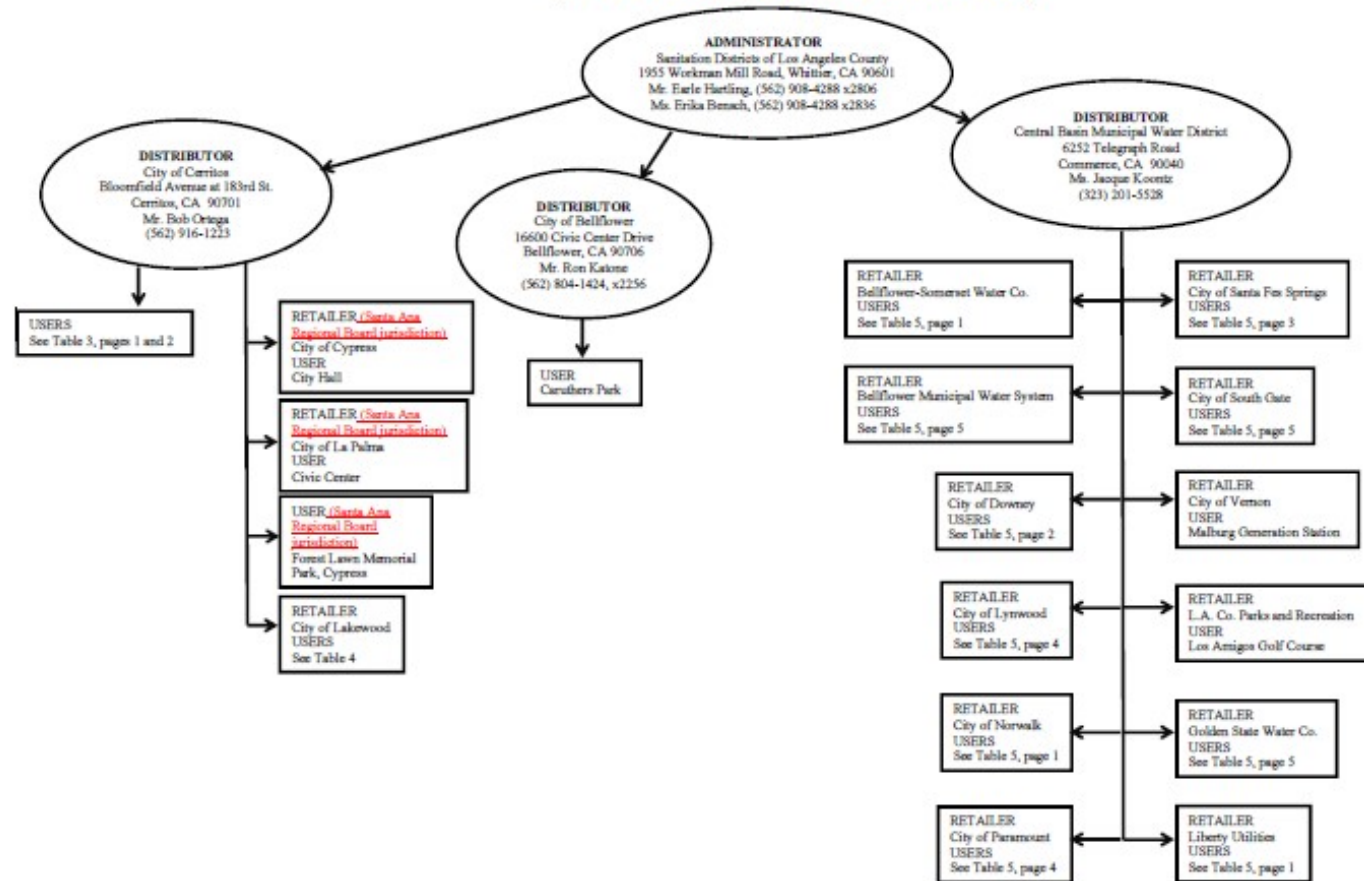 ADMINISTRATOR
Sanitation Districts of Los Angeles County
1955 Workman Mill Road, Whittier, CA 90601
Mr. Earle Hartling, (562) 908-4288 x2806
Ms. Erika Bensch, (562) 908-4288 x2836
DISTRIBUTOR
City of Cerritos
Bloomfield Avenue at 183rd St.
Cerritos, CA 90701
Mr. Bob Ortega
(562) 916-1223
DISTRIBUTOR
City of Bellflower
16600 Civic Center Drive
Bellflower, CA 90706
Mr. Ron Katone
(562) 804-1424, x2256
DISTRIBUTOR
Central Basin Municipal Water District
6252 Telegraph Road
Commerce, CA 90040
Ms. Jacque Koontz
(323) 201-5528
USERS
See Table 3, pages 1 and 2
RETAILER (Santa Ana
Regional Board jurisdiction)
City of Cypress
USER
City Hall
RETAILER (Santa Ana
Regional Board jurisdiction)
City of La Palma
USER
Civic Center
USER (Santa Ana
Regional Board
jurisdiction)
Forest Lawn Memorial
Park, Cypress
RETAILER
City of Lakewood
USERS
See Table 4
USER
Caruthers Park
RETAILER
Bellflower-Somerset Water Co.
USERS
See Table 5, page 1
RETAILER
City of Santa Fes Springs
USERS
See Table 5, page 3
RETAILER
Bellflower Municipal Water System
USERS
See Table 5, page 5
RETAILER
City of South Gate
USERS
See Table 5, page 5
RETAILER
City of Downey
USERS
See Table 5, page 2
RETAILER
City of Vernon
USER
Malburg Generation Station
RETAILER
City of Lynwood
USERS
See Table 5, page 4
RETAILER
L.A. Co. Parks and Recreation
USER
Los Amigos Golf Course
RETAILER
City of Norwalk
USERS
See Table 5, page 1
RETAILER
Golden State Water Co.
USERS
See Table 5, page 5
RETAILER
City of Paramount
USERS
See Table 5, page 4
RETAILER
Liberty Utilities
USERS
See Table 5, page 1